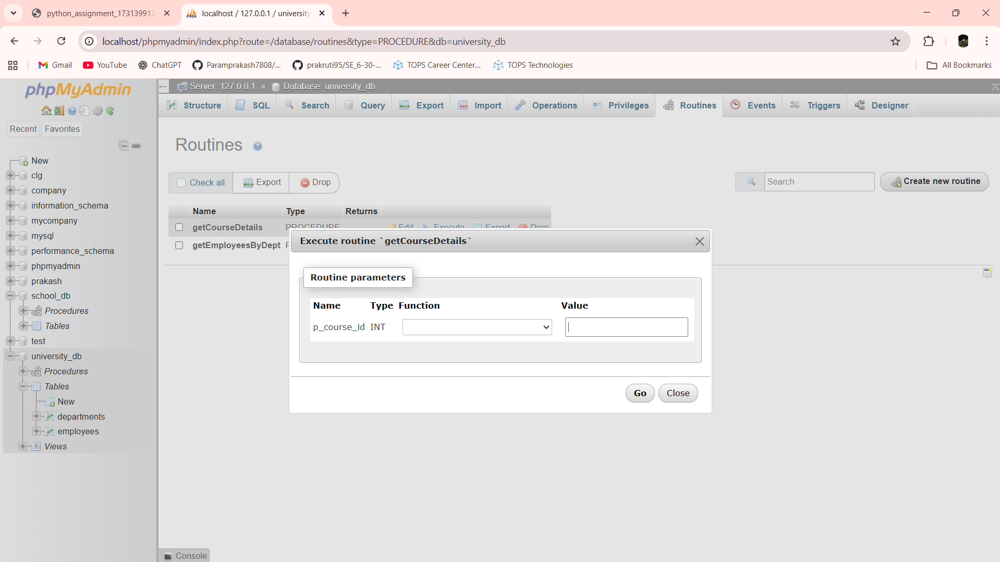 python_assignment_173139913
localhost / 127.0.0.1 / university
localhost/phpmyadmin/index.php?route=/database/routines&type=PROCEDURE&db=university_db
Gmail
YouTube
ChatGPT
Paramprakash7808/...
prakruti95/SE_6-30-...
TOPS Career Center...
TOPS Technologies
All Bookmarks
phpMyAdmin
Server: 127.0.0.1 » Database: university_db
Structure
SQL
Search
Query
Export
Import
Operations
Privileges
Routines
Events
Triggers
Designer
Recent
Favorites
New
clg
company
information_schema
mycompany
mysql
performance_schema
phpmyadmin
prakash
school_db
Procedures
Tables
test
university_db
Procedures
Tables
New
departments
employees
Views
Routines
Check all
Export
Drop
Search
Create new routine
Name Type Returns
getCourseDetails PROCEDURE Edit Execute Export Drop
getEmployeesByDept
Execute routine `getCourseDetails`
Routine parameters
Name Type Function Value
p_course_id INT
Go
Close
Console